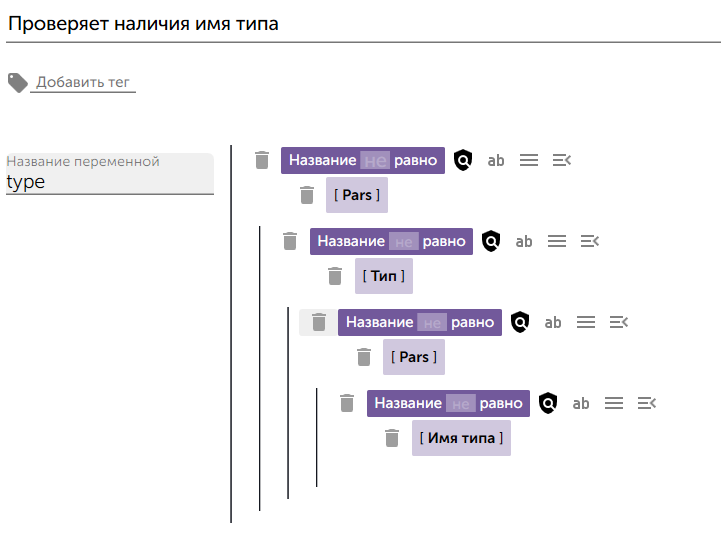 Проверяет наличия имя типа
Добавить тег
Название переменной
type
Название не равно ab
[ Pars ]
Название не равно ab
[ Тип ]
Название не равно ab
[ Pars ]
Название не равно ab
[ Имя типа ]